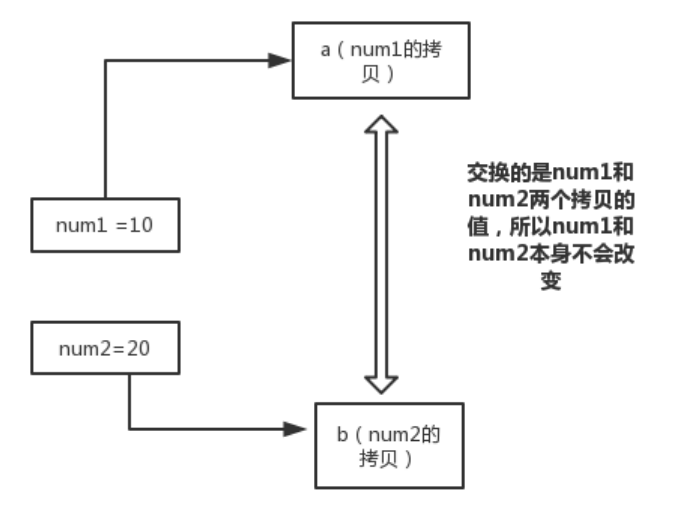 a（num1的拷
贝）
num1 =10
交换的是num1和
num2两个拷贝的
值，所以num1和
num2本身不会改
变
num2=20
b（num2的
拷贝）